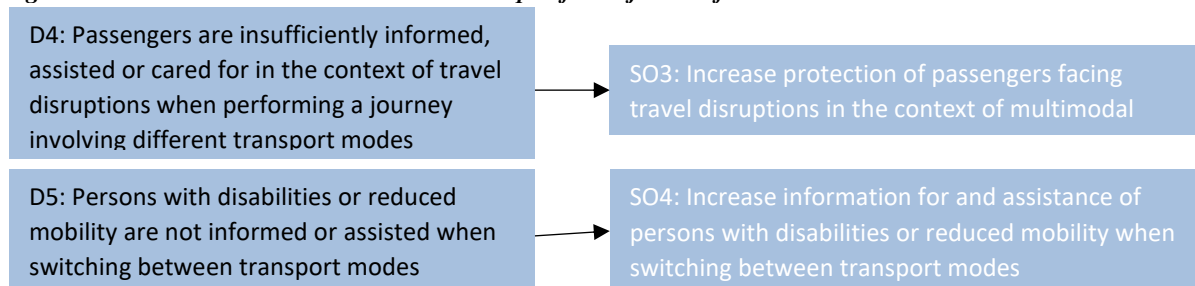 D4: Passengers are insufficiently informed,
assisted or cared for in the context of travel
disruptions when performing a journey
involving different transport modes
SO3: Increase protection of passengers facing
travel disruptions in the context of multimodal
D5: Persons with disabilities or reduced
mobility are not informed or assisted when
switching between transport modes
SO4: Increase information for and assistance of
persons with disabilities or reduced mobility when
switching between transport modes